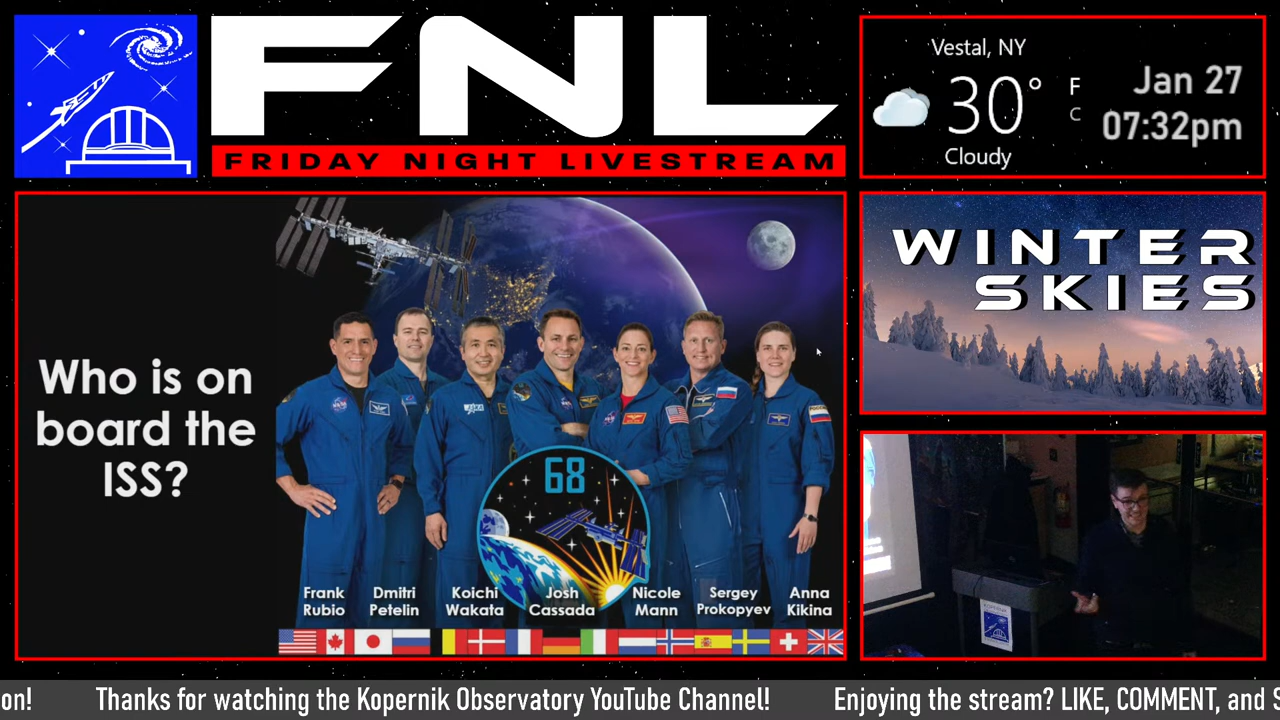 FNL
FRIDAY NIGHT LIVESTREAM
Vestal, NY
30° F
C
Cloudy
Jan 27
07:32pm
WINTER
SKIES
Who is on
board the
ISS?
68
Frank
Rubio
Dmitri
Petelin
Koichi
Wakata
Josh
Cassada
Nicole
Mann
Sergey
Prokopyev
Anna
Kikina
on! Thanks for watching the Kopernik Observatory YouTube Channel! Enjoying the stream? LIKE, COMMENT, and S